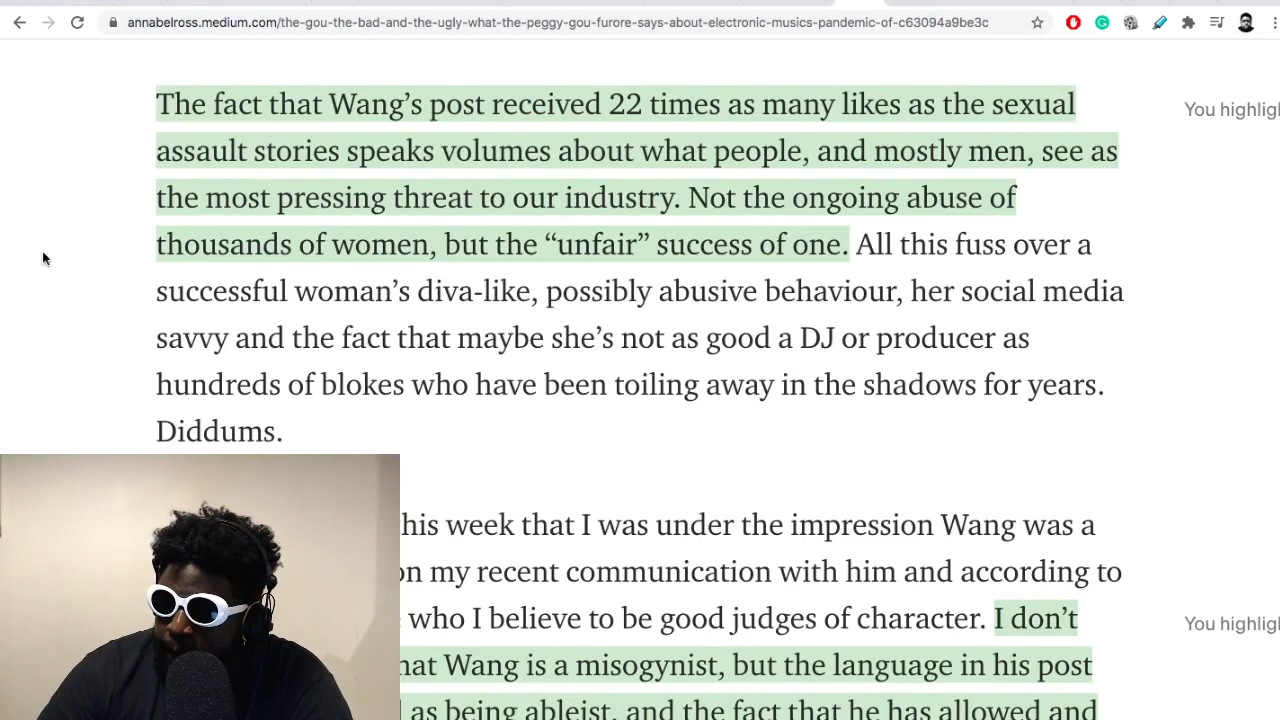 annabelross.medium.com/the-gou-the-bad-and-the-ugly-what-the-peggy-gou-furore-says-about-electronic-musics-pandemic-of-c63094a9be3c
The fact that Wang’s post received 22 times as many likes as the sexual
You highligh
assault stories speaks volumes about what people, and mostly men, see as
the most pressing threat to our industry. Not the ongoing abuse of
thousands of women, but the “unfair” success of one. All this fuss over a
successful woman’s diva-like, possibly abusive behaviour, her social media
savvy and the fact that maybe she’s not as good a DJ or producer as
hundreds of blokes who have been toiling away in the shadows for years.
Diddums.
his week that I was under the impression Wang was a
on my recent communication with him and according to
who I believe to be good judges of character. I don’t
You highligh
hat Wang is a misogynist, but the language in his post
as being ableist, and the fact that he has allowed and